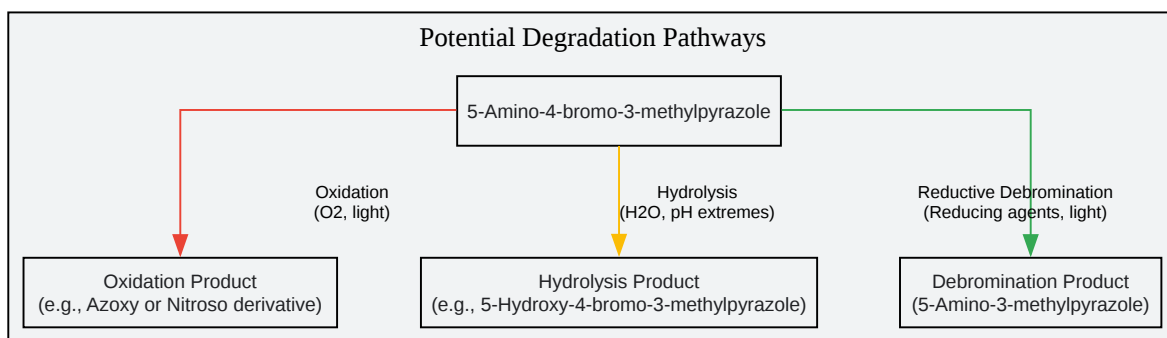 Potential Degradation Pathways
5-Amino-4-bromo-3-methylpyrazole
Oxidation
(O2, light)
Hydrolysis
(H2O, pH extremes)
Reductive Debromination
(Reducing agents, light)
Oxidation Product
(e.g., Azoxy or Nitroso derivative)
Hydrolysis Product
(e.g., 5-Hydroxy-4-bromo-3-methylpyrazole)
Debromination Product
(5-Amino-3-methylpyrazole)